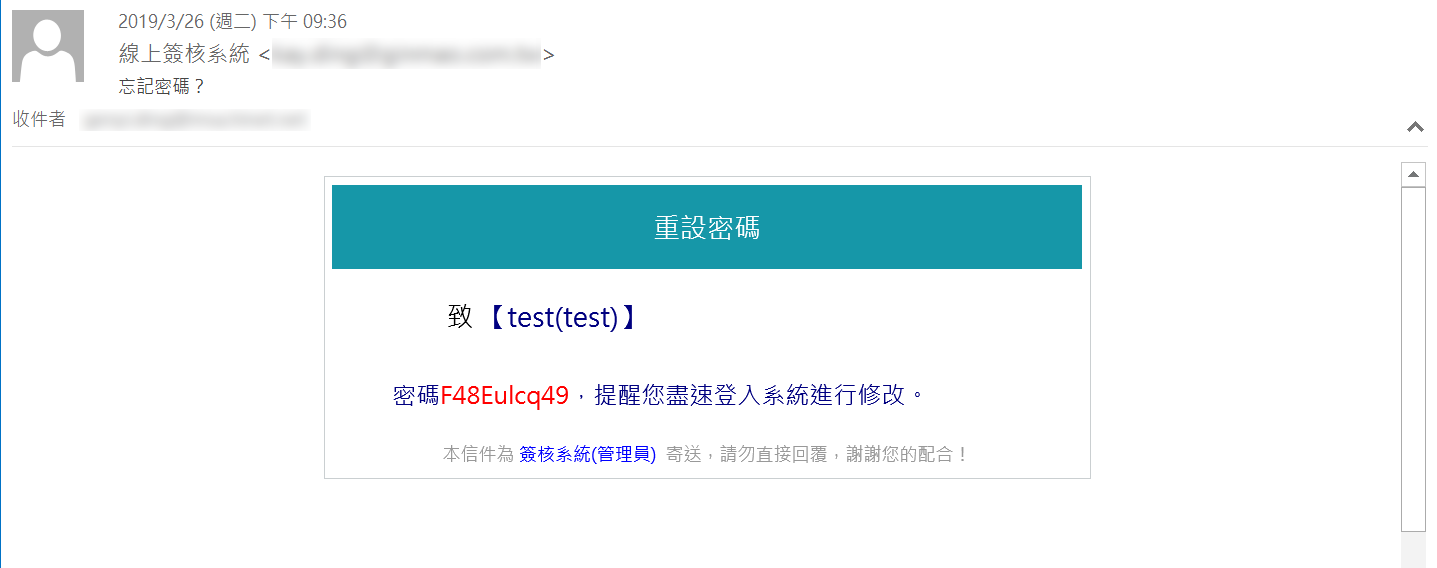 2019/3/26 (週二) 下午 09:36
線上簽核系統 < >
忘記密碼？
收件者
重設密碼
致 【test(test)】
密碼F48Eulcq49，提醒您盡速登入系統進行修改。
本信件為 簽核系統(管理員) 寄送，請勿直接回覆，謝謝您的配合！